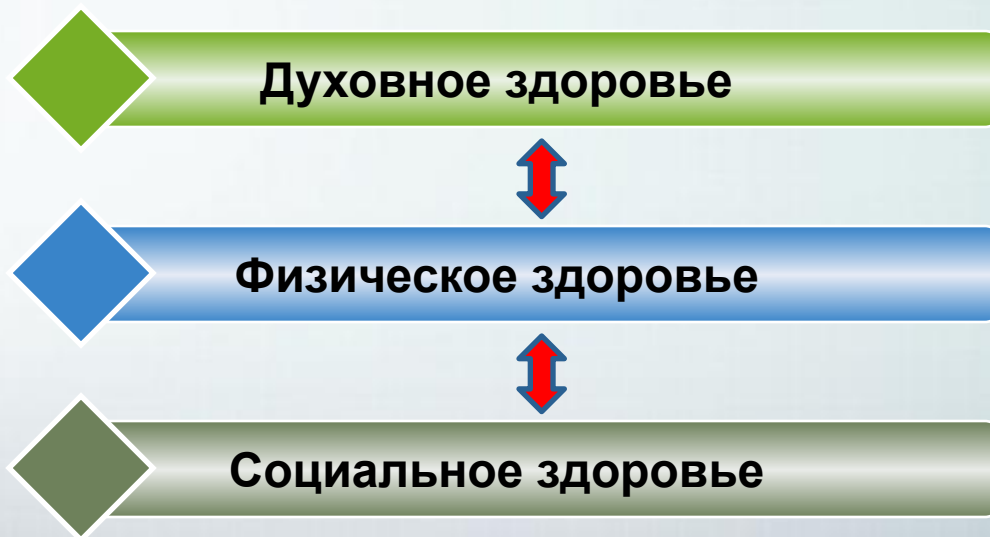 Духовное здоровье
Физическое здоровье
Социальное здоровье